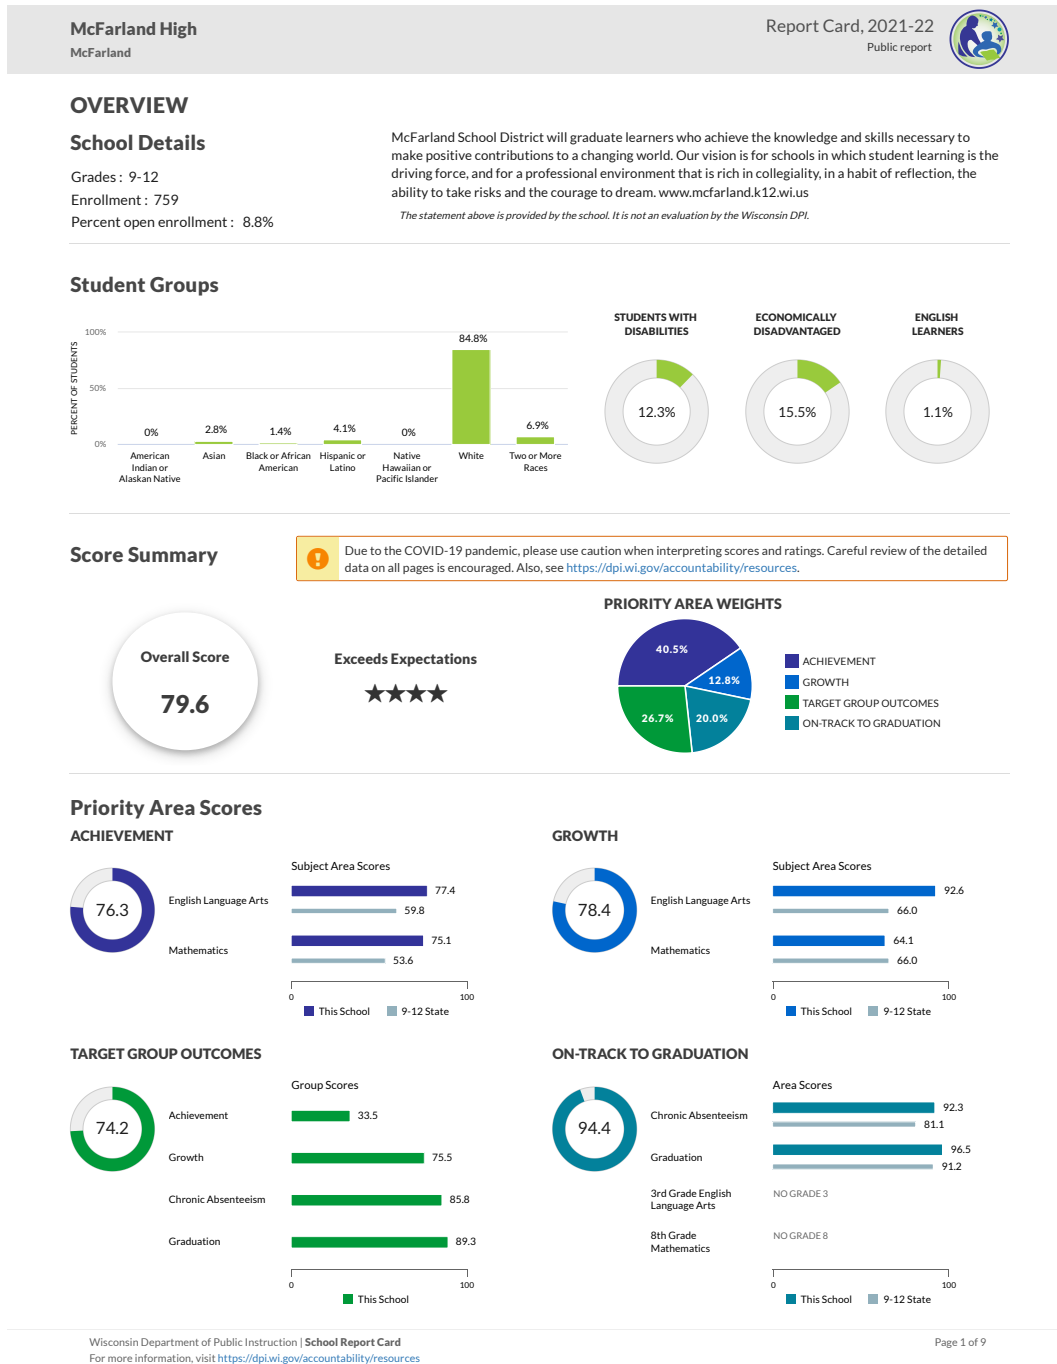 McFarland High
McFarland
Report Card, 2021-22
Public report
OVERVIEW
School Details
Grades : 9-12
Enrollment : 759
Percent open enrollment : 8.8%
McFarland School District will graduate learners who achieve the knowledge and skills necessary to
make positive contributions to a changing world. Our vision is for schools in which student learning is the
driving force, and for a professional environment that is rich in collegiality, in a habit of reflection, the
ability to take risks and the courage to dream. www.mcfarland.k12.wi.us
The statement above is provided by the school. It is not an evaluation by the Wisconsin DPI.
Student Groups
PERCENT OF STUDENTS
100%
50%
0%
0%
2.8%
1.4%
4.1%
0%
84.8%
6.9%
American
Indian or
Alaskan Native
Asian
Black or African
American
Hispanic or
Latino
Native
Hawaiian or
Pacific Islander
White
Two or More
Races
STUDENTS WITH
DISABILITIES
12.3%
ECONOMICALLY
DISADVANTAGED
15.5%
ENGLISH
LEARNERS
1.1%
Score Summary
Due to the COVID-19 pandemic, please use caution when interpreting scores and ratings. Careful review of the detailed
data on all pages is encouraged. Also, see https://dpi.wi.gov/accountability/resources.
Overall Score
79.6
Exceeds Expectations
★★★★
PRIORITY AREA WEIGHTS
40.5%
12.8%
26.7%
20.0%
ACHIEVEMENT
GROWTH
TARGET GROUP OUTCOMES
ON-TRACK TO GRADUATION
Priority Area Scores
ACHIEVEMENT
76.3
Subject Area Scores
English Language Arts
77.4
59.8
Mathematics
75.1
53.6
0
100
This School
9-12 State
GROWTH
78.4
Subject Area Scores
English Language Arts
92.6
66.0
Mathematics
64.1
66.0
0
100
This School
9-12 State
TARGET GROUP OUTCOMES
74.2
Group Scores
Achievement
33.5
Growth
75.5
Chronic Absenteeism
85.8
Graduation
89.3
0
100
This School
ON-TRACK TO GRADUATION
94.4
Area Scores
Chronic Absenteeism
92.3
81.1
Graduation
96.5
91.2
3rd Grade English
Language Arts
NO GRADE 3
8th Grade
Mathematics
NO GRADE 8
0
100
This School
9-12 State
Wisconsin Department of Public Instruction | School Report Card
For more information, visit https://dpi.wi.gov/accountability/resources
Page 1 of 9